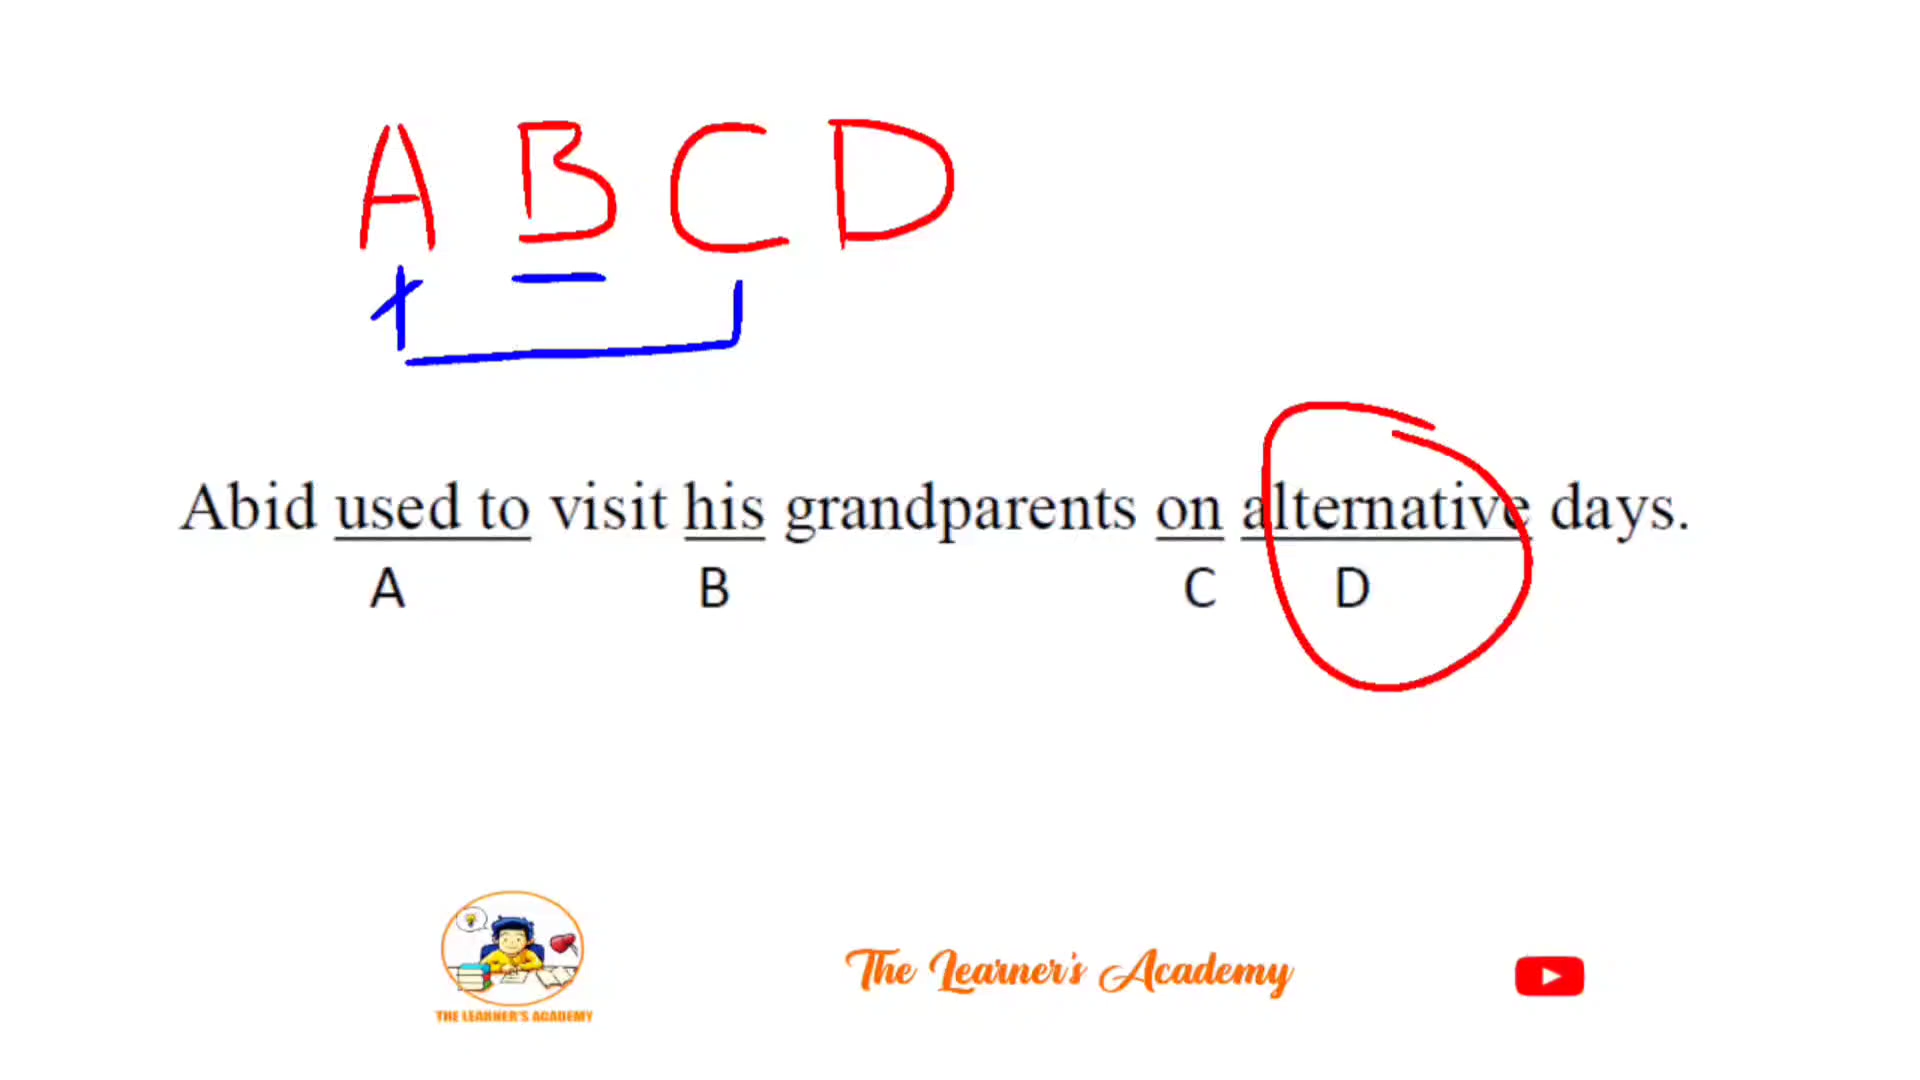 A B C D
Abid used to visit his grandparents on alternative days.
A B C D
The Learner's Academy
THE LEARNER'S ACADEMY